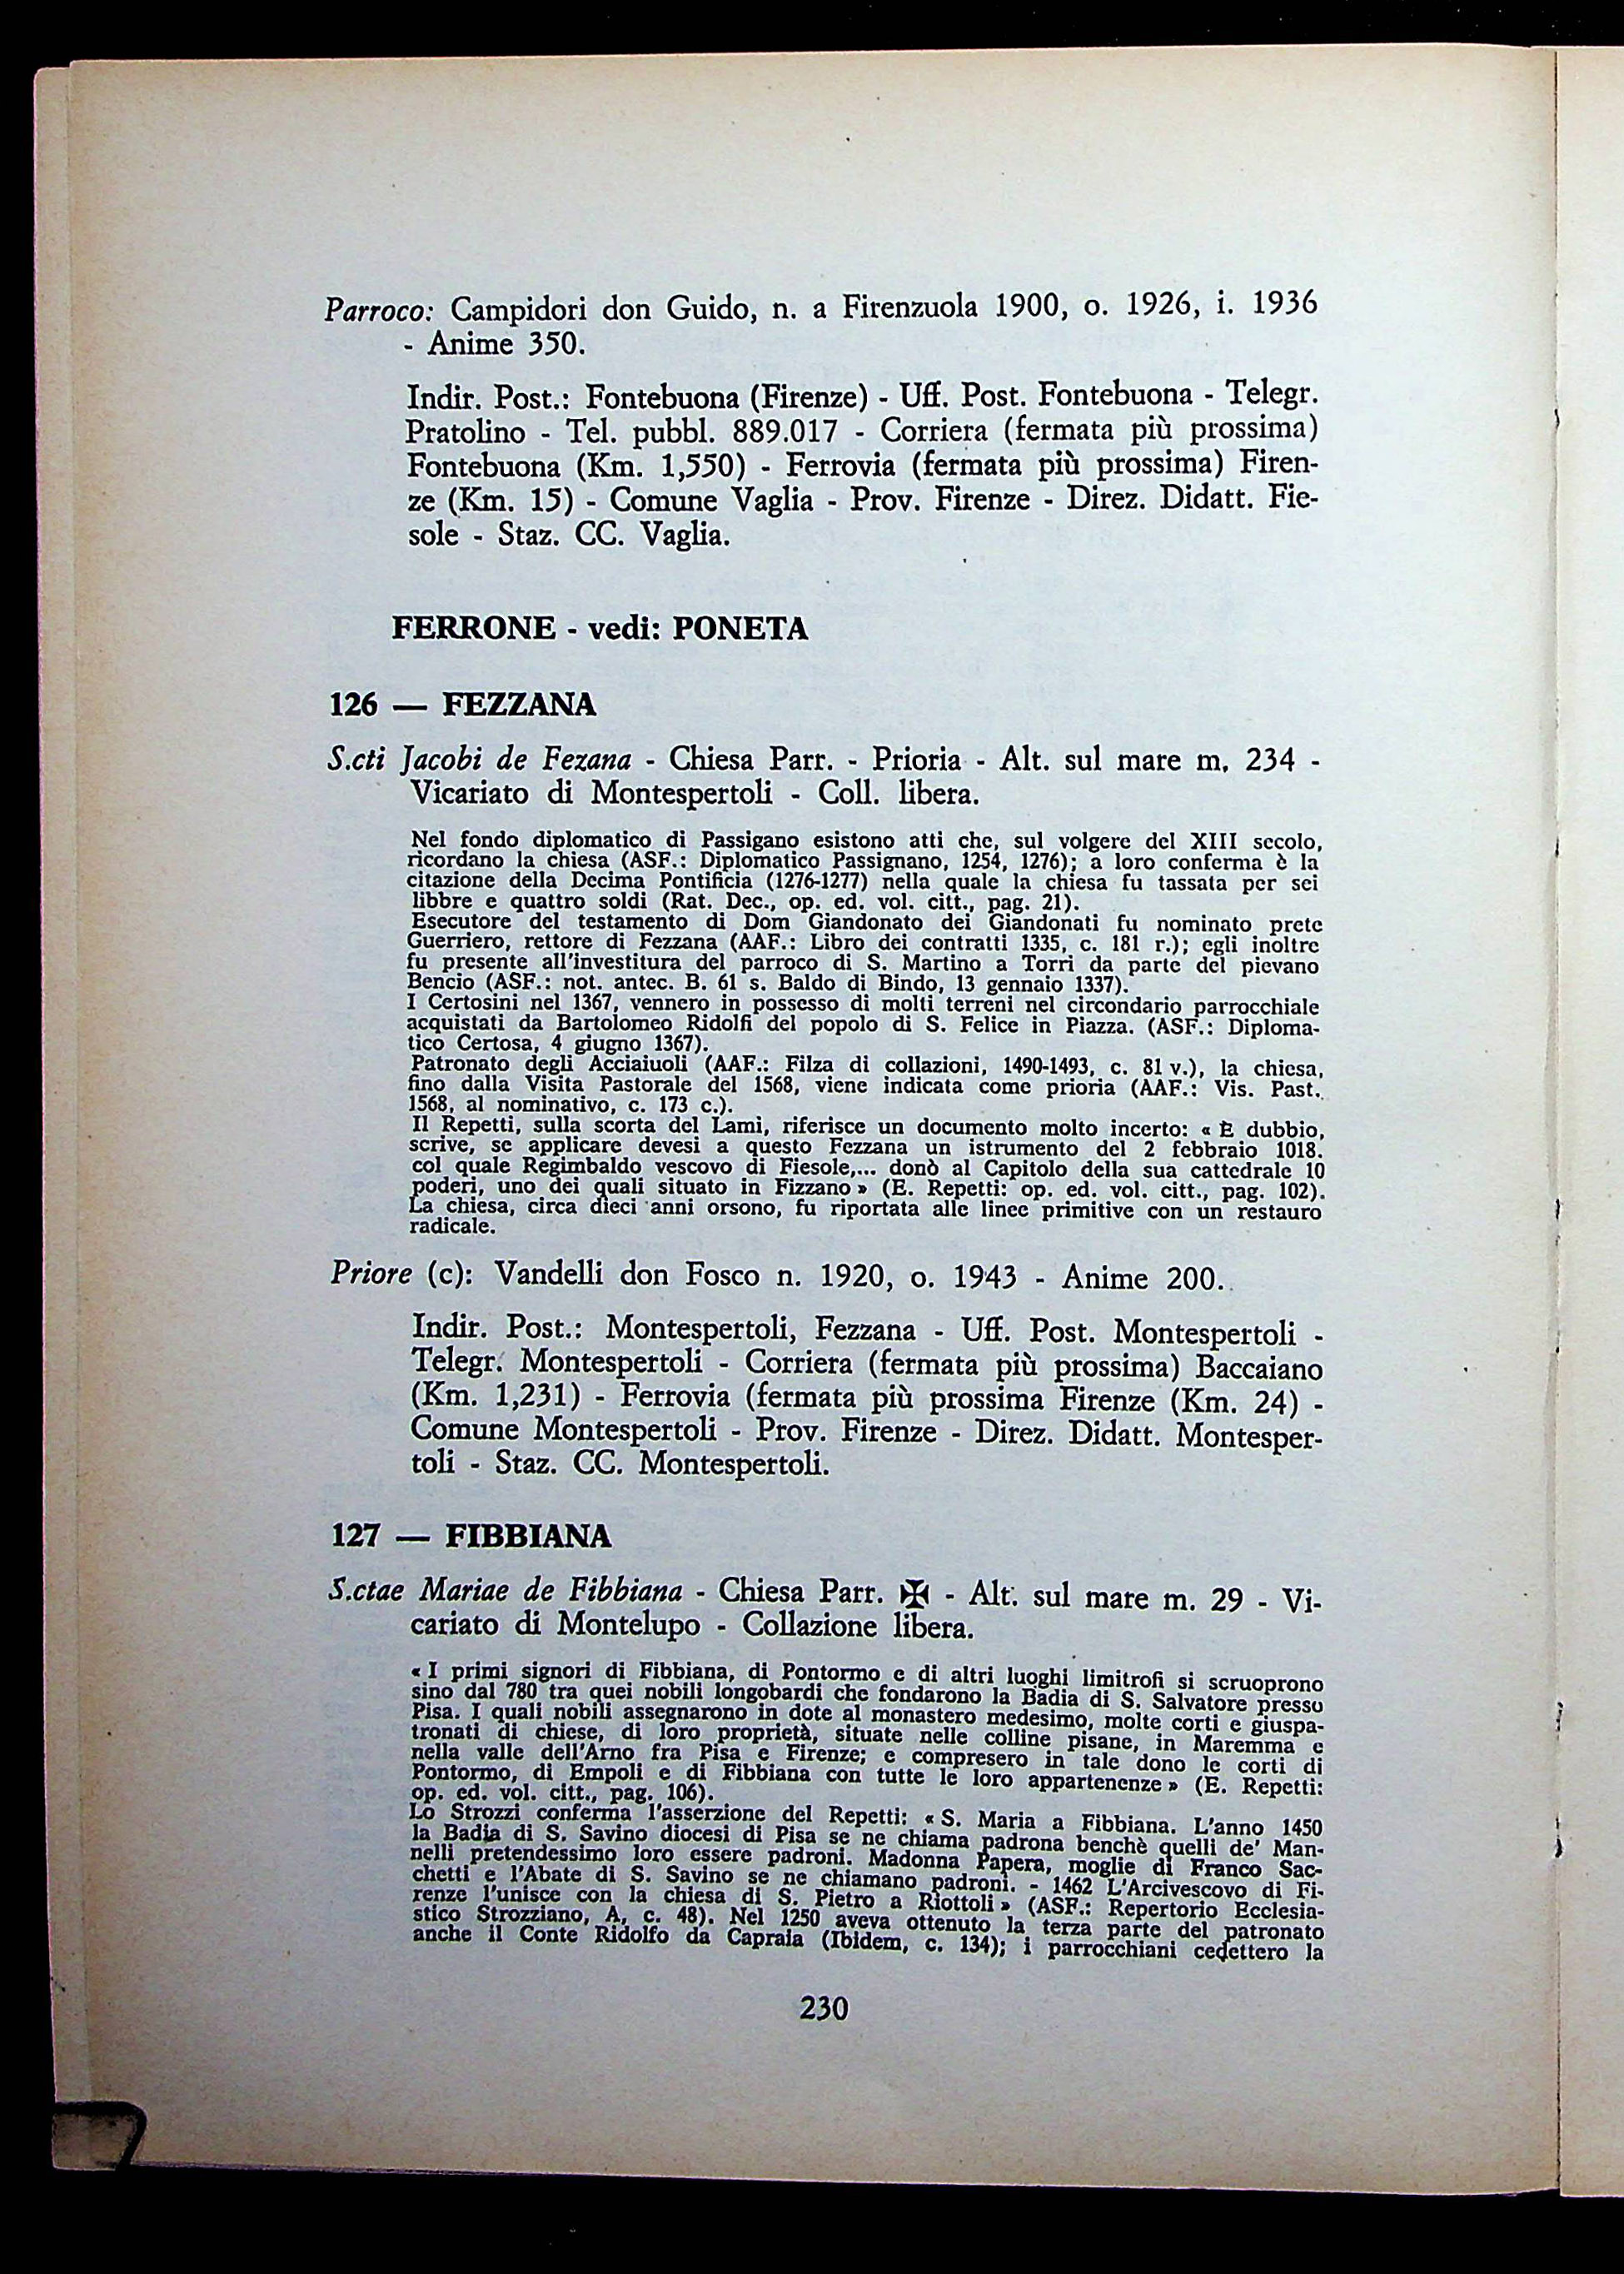 Parroco: Campidori don Guido, n. a Firenzuola 1900, o. 1926, i. 1936
- Anime 350.
Indir. Post.: Fontebuona (Firenze) - Uff. Post. Fontebuona - Telegr.
Pratolino - Tel. pubbl. 889.017 - Corriera (fermata più prossima)
Fontebuona (Km. 1,550) - Ferrovia (fermata più prossima) Firen-
ze (Km. 15) - Comune Vaglia - Prov. Firenze - Direz. Didatt. Fie-
sole - Staz. CC. Vaglia.
FERRONE - vedi: PONETA
126 — FEZZANA
S.cti Jacobi de Fezana - Chiesa Parr. - Prioria - Alt. sul mare m. 234 -
Vicariato di Montespertoli - Coll. libera.
Nel fondo diplomatico di Passigano esistono atti che, sul volgere del XIII secolo,
ricordano la chiesa (ASF.: Diplomatico Passignano, 1254, 1276); a loro conferma è la
citazione della Decima Pontificia (1276-1277) nella quale la chiesa fu tassata per sei
libbre e quattro soldi (Rat. Dec., op. ed. vol. citt., pag. 21).
Esecutore del testamento di Dom Giandonato dei Giandonati fu nominato prete
Guerriero, rettore di Fezzana (AAF.: Libro dei contratti 1335, c. 181 r.); egli inoltre
fu presente all'investitura del parroco di S. Martino a Torri da parte del pievano
Bencio (ASF.: not. antec. B. 61 s. Baldo di Bindo, 13 gennaio 1337).
I Certosini nel 1367, vennero in possesso di molti terreni nel circondario parrocchiale
acquistati da Bartolomeo Ridolfi del popolo di S. Felice in Piazza. (ASF.: Diploma-
tico Certosa, 4 giugno 1367).
Patronato degli Acciaiuoli (AAF.: Filza di collazioni, 1490-1493, c. 81 v.), la chiesa,
fino dalla Visita Pastorale del 1568, viene indicata come prioria (AAF.: Vis. Past.
1568, al nominativo, c. 173 c.).
Il Repetti, sulla scorta del Lami, riferisce un documento molto incerto: « È dubbio,
scrive, se applicare devesi a questo Fezzana un istrumento del 2 febbraio 1018.
col quale Regimbaldo vescovo di Fiesole,... donò al Capitolo della sua cattedrale 10
poderi, uno dei quali situato in Fizzano » (E. Repetti: op. ed. vol. citt., pag. 102).
La chiesa, circa dieci anni orsono, fu riportata alle linee primitive con un restauro
radicale.
Priore (c): Vandelli don Fosco n. 1920, o. 1943 - Anime 200.
Indir. Post.: Montespertoli, Fezzana - Uff. Post. Montespertoli -
Telegr. Montespertoli - Corriera (fermata più prossima) Baccaiano
(Km. 1,231) - Ferrovia (fermata più prossima Firenze (Km. 24) -
Comune Montespertoli - Prov. Firenze - Direz. Didatt. Montesper-
toli - Staz. CC. Montespertoli.
127 — FIBBIANA
S.ctae Mariae de Fibbiana - Chiesa Parr. ✠ - Alt. sul mare m. 29 - Vi-
cariato di Montelupo - Collazione libera.
« I primi signori di Fibbiana, di Pontormo e di altri luoghi limitrofi si scruoprono
sino dal 780 tra quei nobili longobardi che fondarono la Badia di S. Salvatore presso
Pisa. I quali nobili assegnarono in dote al monastero medesimo, molte corti e giuspa-
tronati di chiese, di loro proprietà, situate nelle colline pisane, in Maremma e
nella valle dell'Arno fra Pisa e Firenze; e compresero in tale dono le corti di
Pontormo, di Empoli e di Fibbiana con tutte le loro appartenenze » (E. Repetti:
op. ed. vol. citt., pag. 106).
Lo Strozzi conferma l'asserzione del Repetti: « S. Maria a Fibbiana. L'anno 1450
la Badia di S. Savino diocesi di Pisa se ne chiama padrona benchè quelli de' Man-
nelli pretendessimo loro essere padroni. Madonna Papera, moglie di Franco Sac-
chetti e l'Abate di S. Savino se ne chiamano padroni. - 1462 L'Arcivescovo di Fi-
renze l'unisce con la chiesa di S. Pietro a Riottoli » (ASF.: Repertorio Ecclesia-
stico Strozziano, A, c. 48). Nel 1250 aveva ottenuto la terza parte del patronato
anche il Conte Ridolfo da Capraia (Ibidem, c. 134); i parrocchiani cedettero la
230